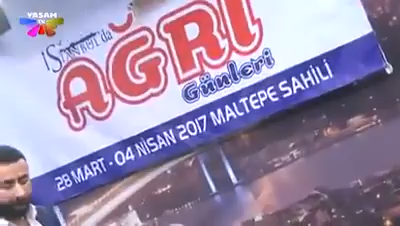 YAŞAM
TV
İSTANBUL'da
AĞRI
Günleri
28 MART - 04 NİSAN 2017 MALTEPE SAHİLİ